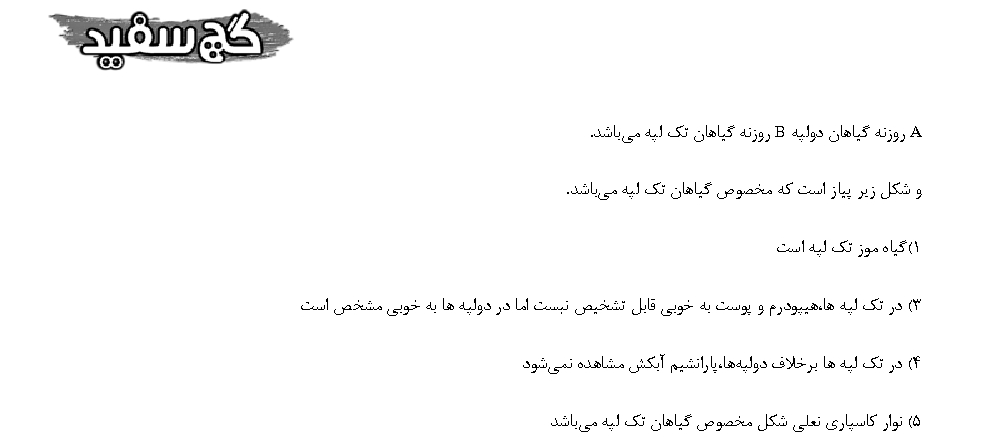 گچ سفید
A روزنه گیاهان دولپه B روزنه گیاهان تک لپه می‌باشد.
و شکل زیر پیاز است که مخصوص گیاهان تک لپه می‌باشد.
۱)گیاه موز تک لپه است
۳) در تک لپه ها،هیپودرم و پوست به خوبی قابل تشخیص نیست اما در دولپه ها به خوبی مشخص است
۴) در تک لپه ها برخلاف دولپه‌ها،پارانشیم آبکش مشاهده نمی‌شود
۵) نوار کاسپاری نعلی شکل مخصوص گیاهان تک لپه می‌باشد